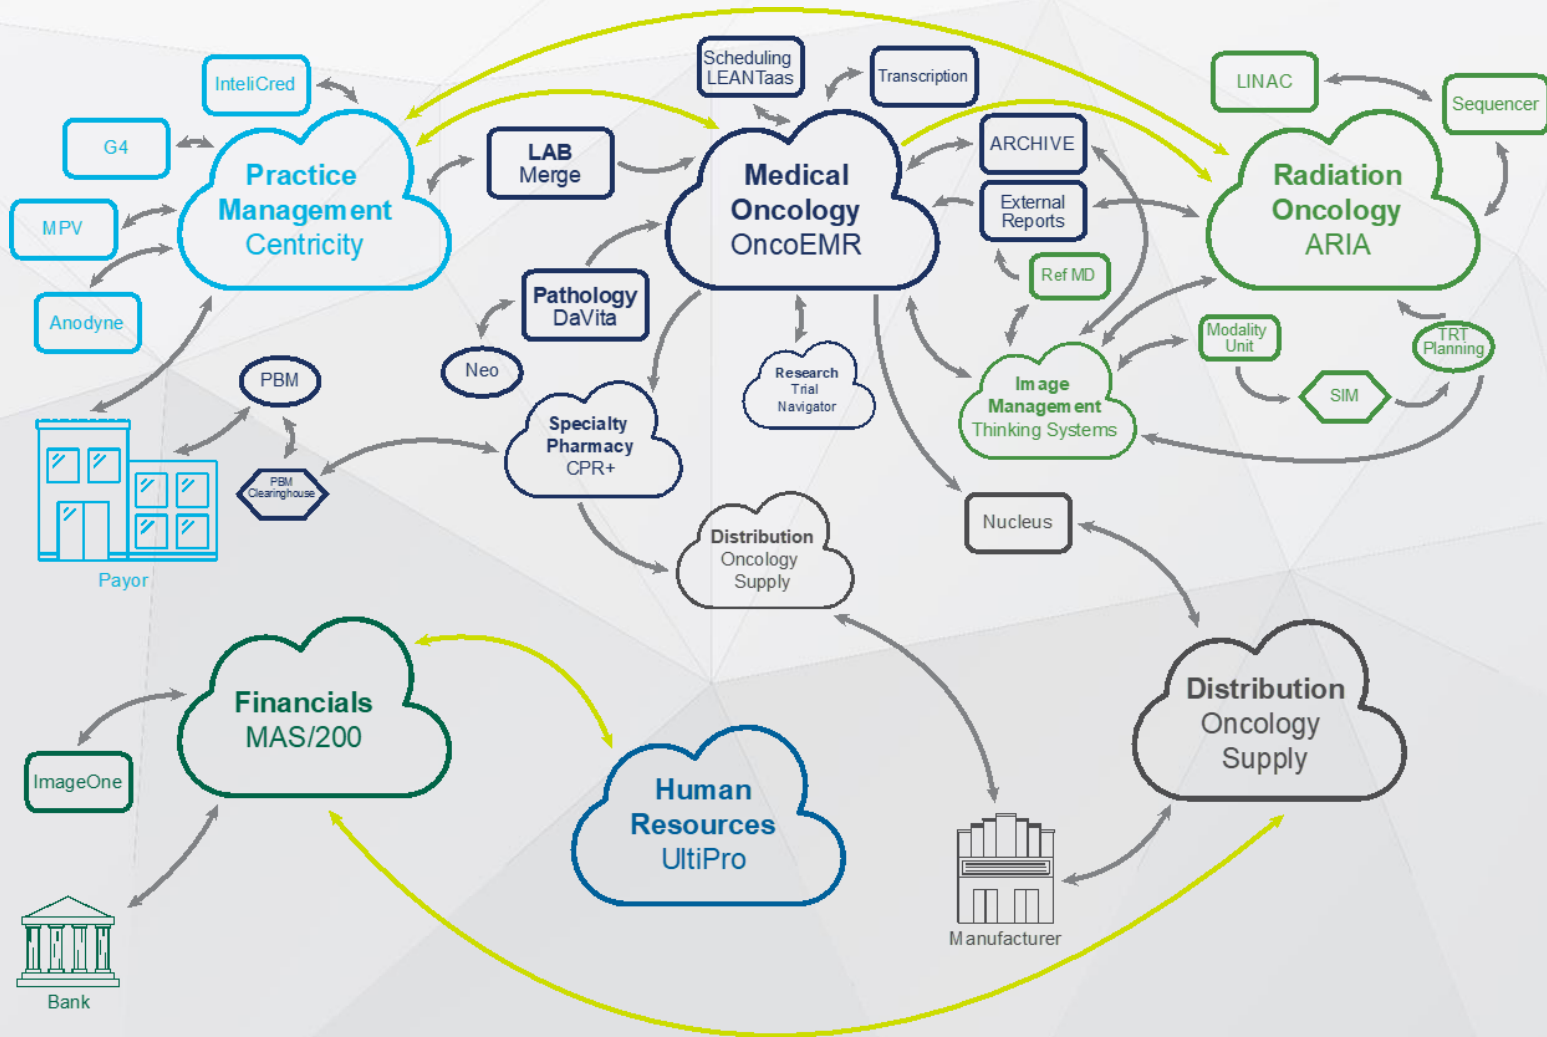 InteliCred
G4
MPV
Anodyne
Practice
Management
Centricity
LAB
Merge
Scheduling
LEANTaas
Transcription
Medical
Oncology
OncoEMR
ARCHIVE
External
Reports
Ref MD
LINAC
Sequencer
Radiation
Oncology
ARIA
Pathology
DaVita
Neo
PBM
PBM
Clearinghouse
Payor
Specialty
Pharmacy
CPR+
Research
Trial
Navigator
Image
Management
Thinking Systems
Modality
Unit
SIM
TRT
Planning
Distribution
Oncology
Supply
Nucleus
Financials
MAS/200
ImageOne
Bank
Human
Resources
UltiPro
Manufacturer
Distribution
Oncology
Supply